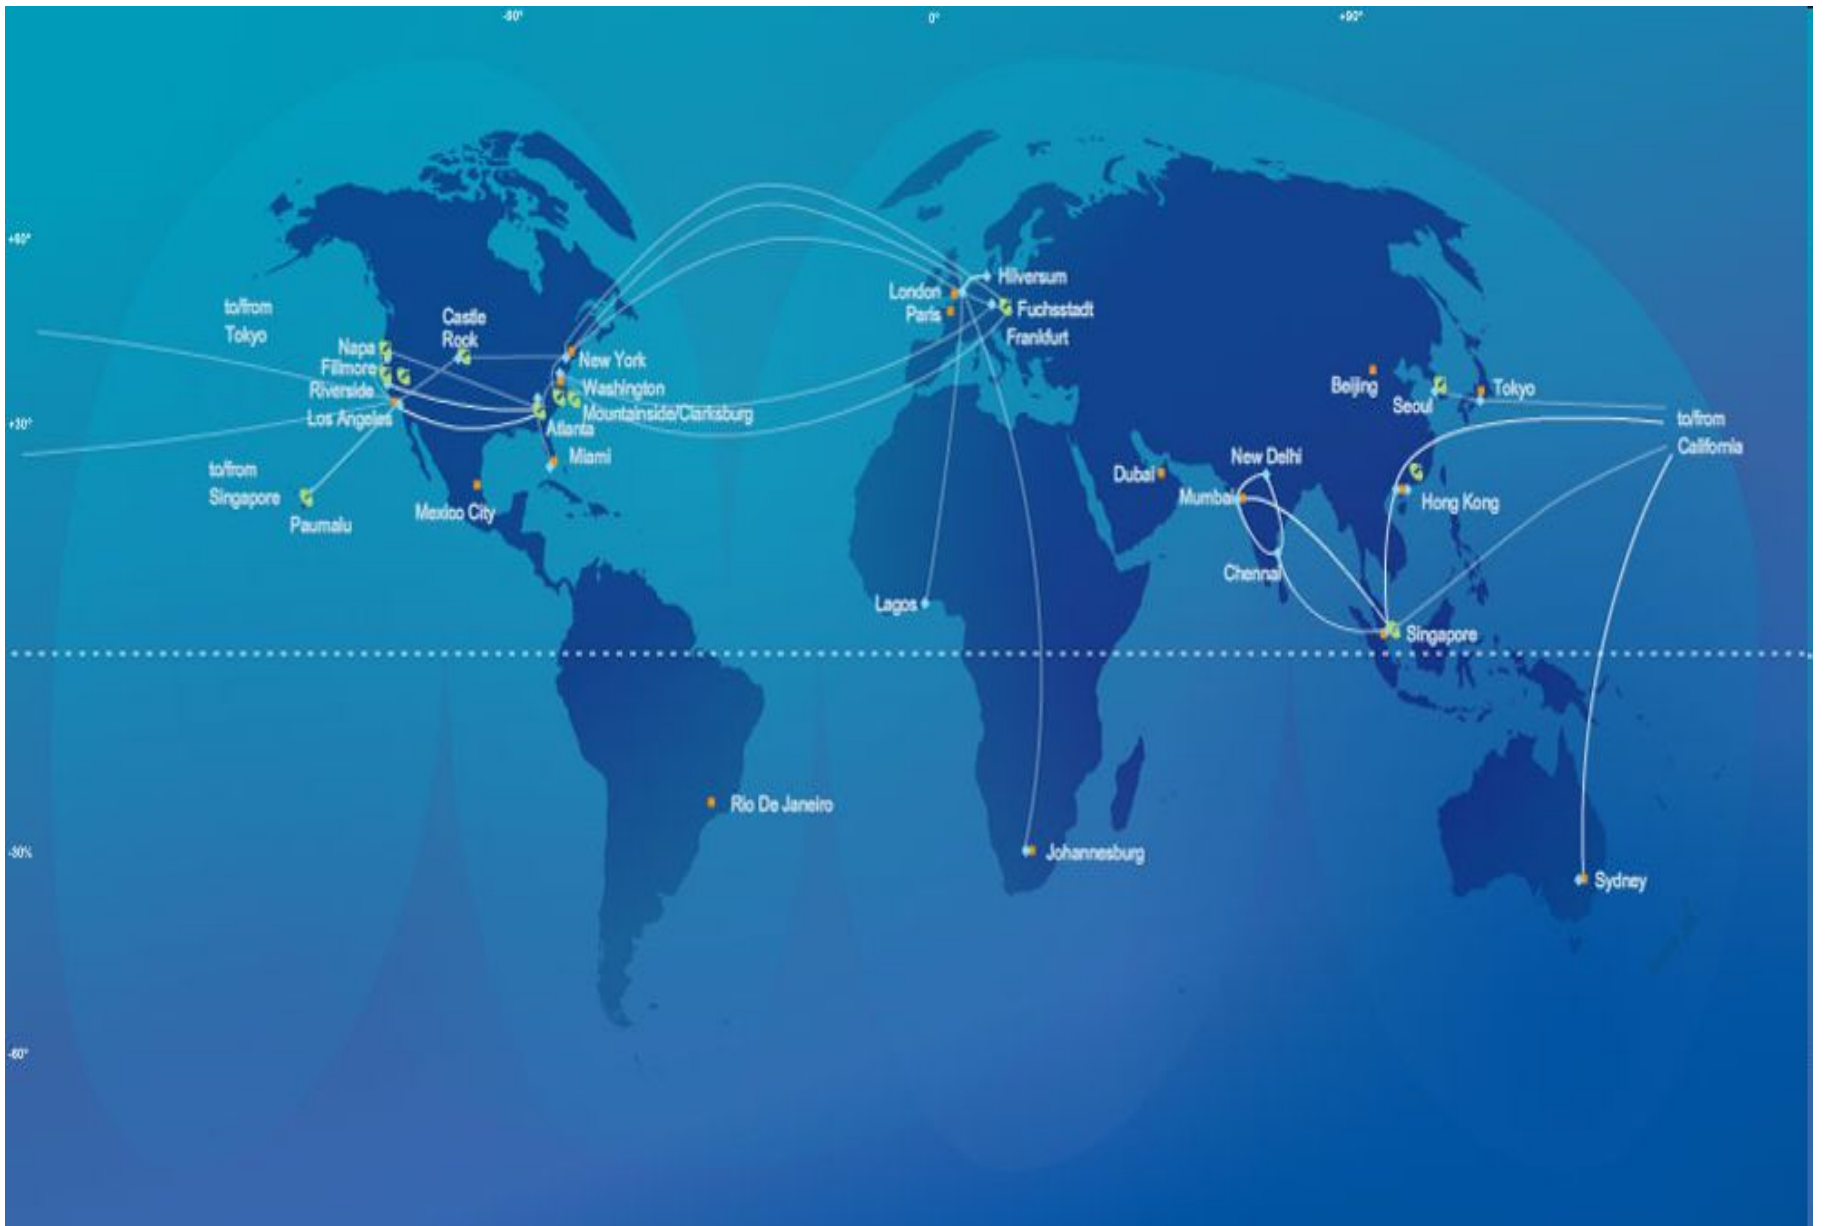 -90°
0°
+90°
+60°
+30°
-30%
-60°
to/from
Tokyo
Castle
Rock
Napa
Fillmore
Riverside
Los Angeles
to/from
Singapore
Paumalu
Mexico City
New York
Washington
Mountainside/Clarksburg
Atlanta
Miami
Rio De Janeiro
London
Paris
Hilversum
Fuchsstadt
Frankfurt
Lagos
Johannesburg
Dubai
Mumbai
New Delhi
Chennai
Beijing
Seoul
Tokyo
Hong Kong
Singapore
to/from
California
Sydney